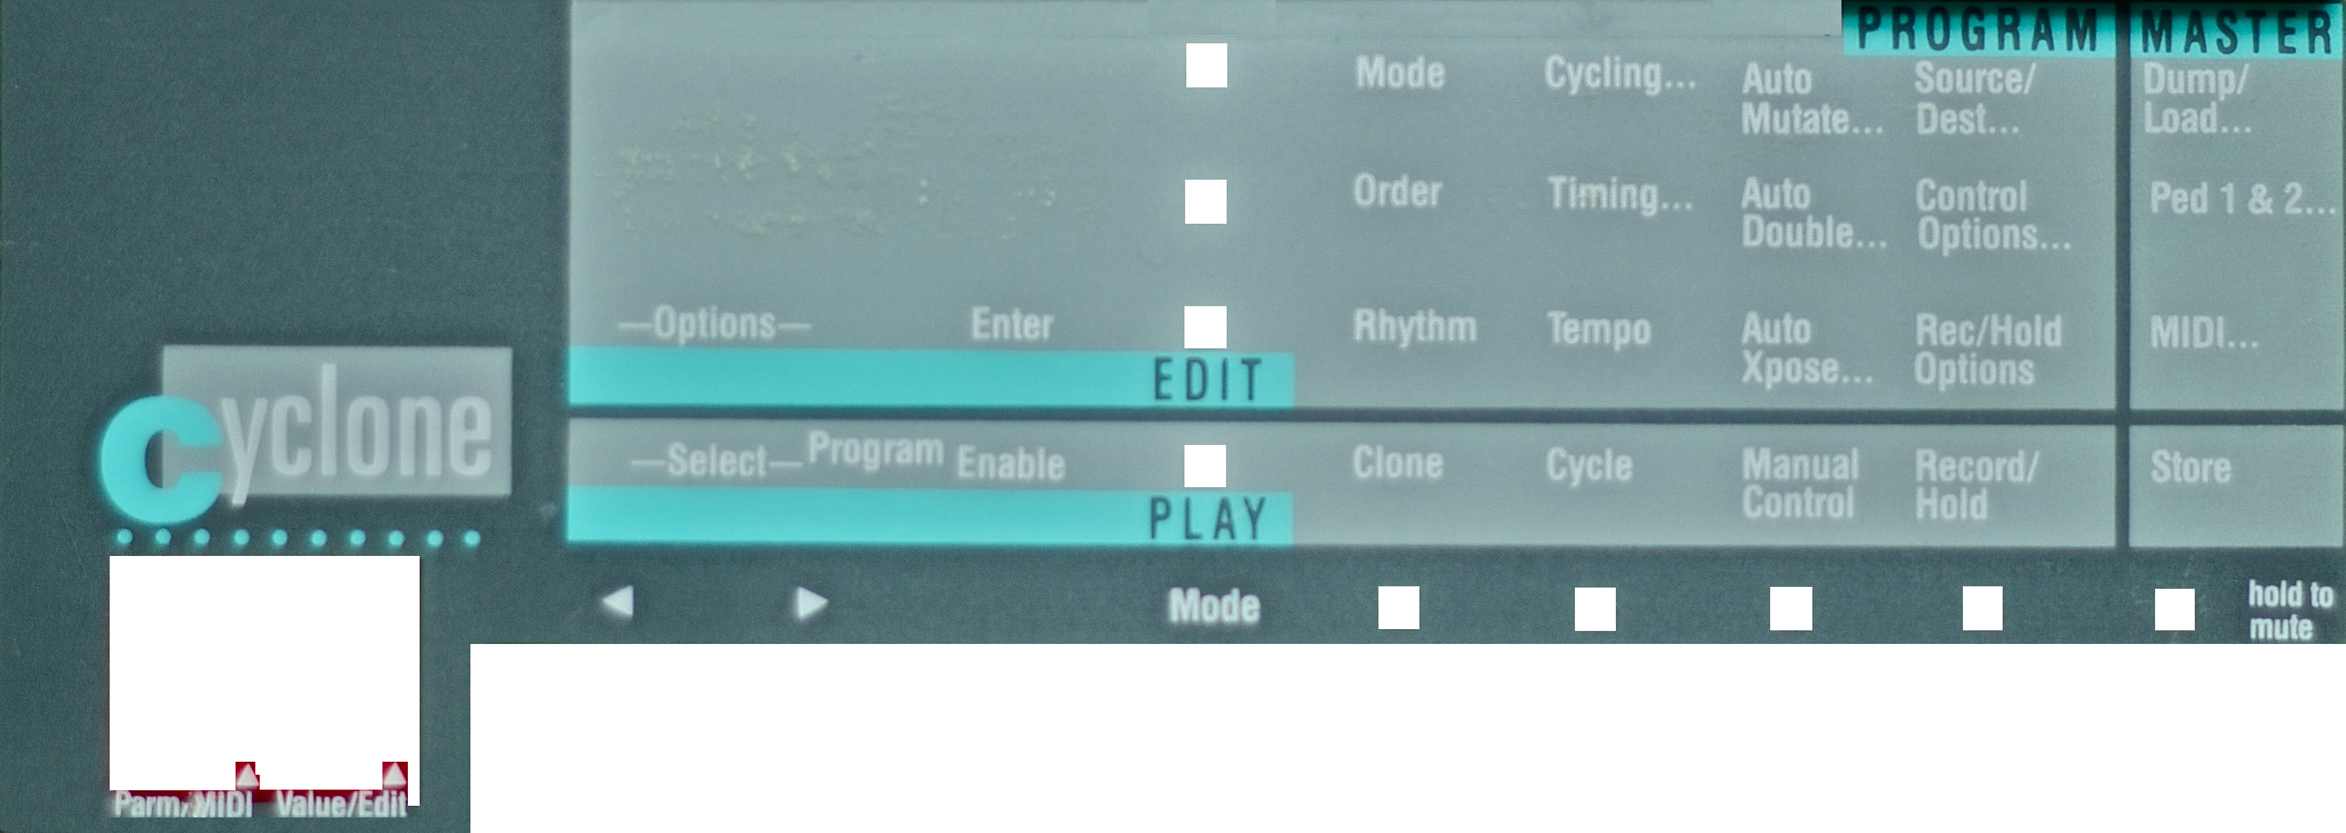 PROGRAM MASTER
Mode Cycling... Auto Mutate... Source/ Dest... Dump/ Load...
Order Timing... Auto Double... Control Options... Ped 1 & 2...
—Options— Enter Rhythm Tempo Auto Xpose... Rec/Hold Options MIDI...
EDIT
cyclone
—Select— Program Enable Clone Cycle Manual Control Record/ Hold Store
PLAY
Mode hold to mute
Parm/MIDI Value/Edit